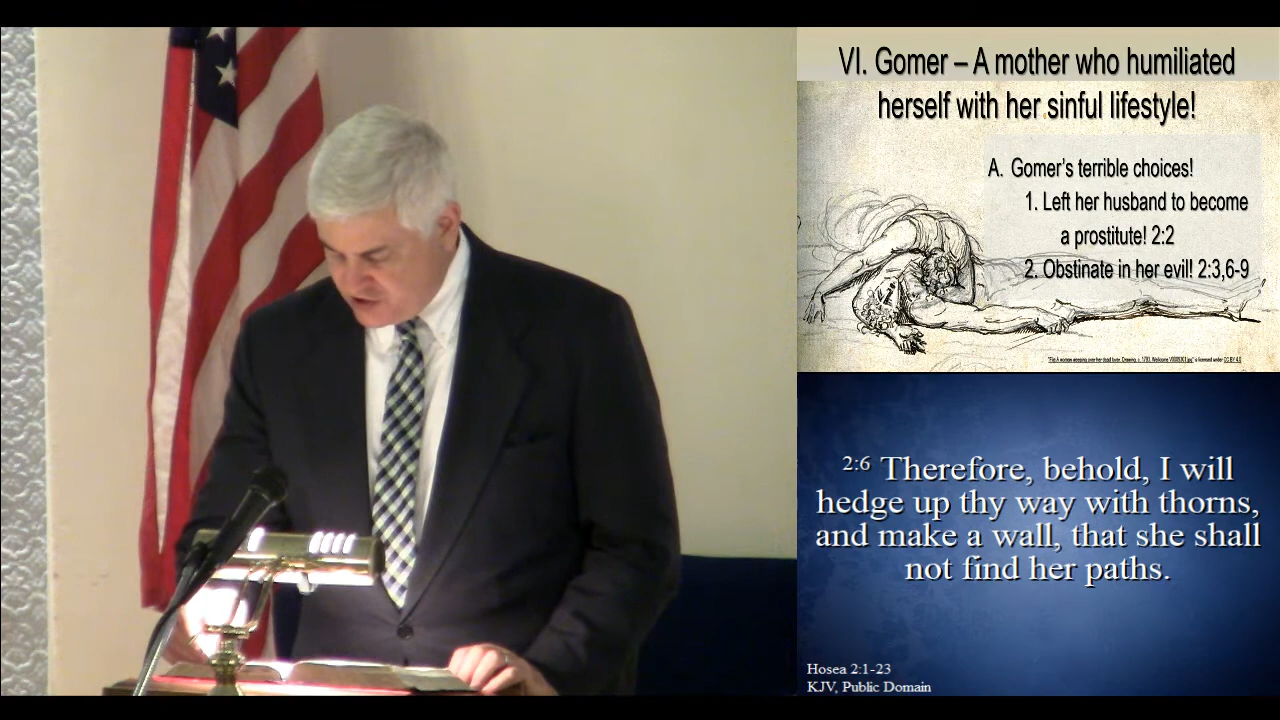 VI. Gomer – A mother who humiliated
herself with her sinful lifestyle!
A. Gomer's terrible choices!
1. Left her husband to become
a prostitute! 2:2
2. Obstinate in her evil! 2:3,6-9
2:6 Therefore, behold, I will
hedge up thy way with thorns,
and make a wall, that she shall
not find her paths.
Hosea 2:1-23
KJV, Public Domain